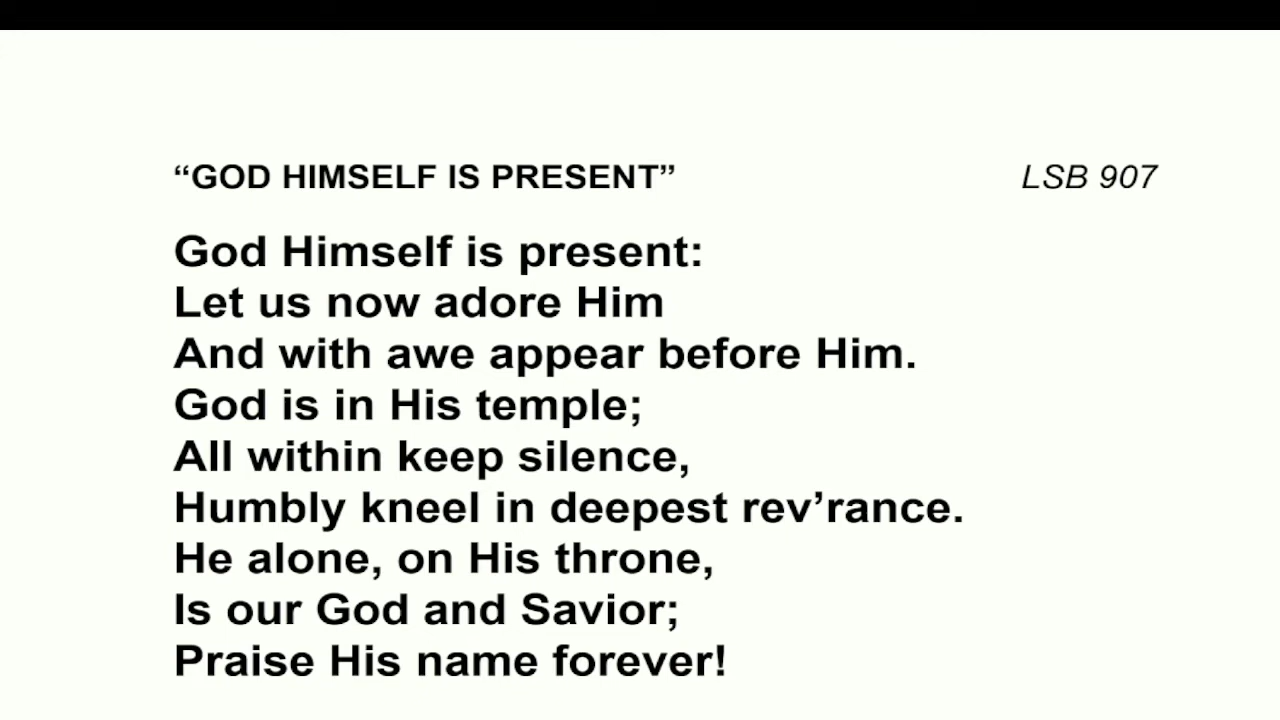 “GOD HIMSELF IS PRESENT” LSB 907
God Himself is present:
Let us now adore Him
And with awe appear before Him.
God is in His temple;
All within keep silence,
Humbly kneel in deepest rev’rance.
He alone, on His throne,
Is our God and Savior;
Praise His name forever!